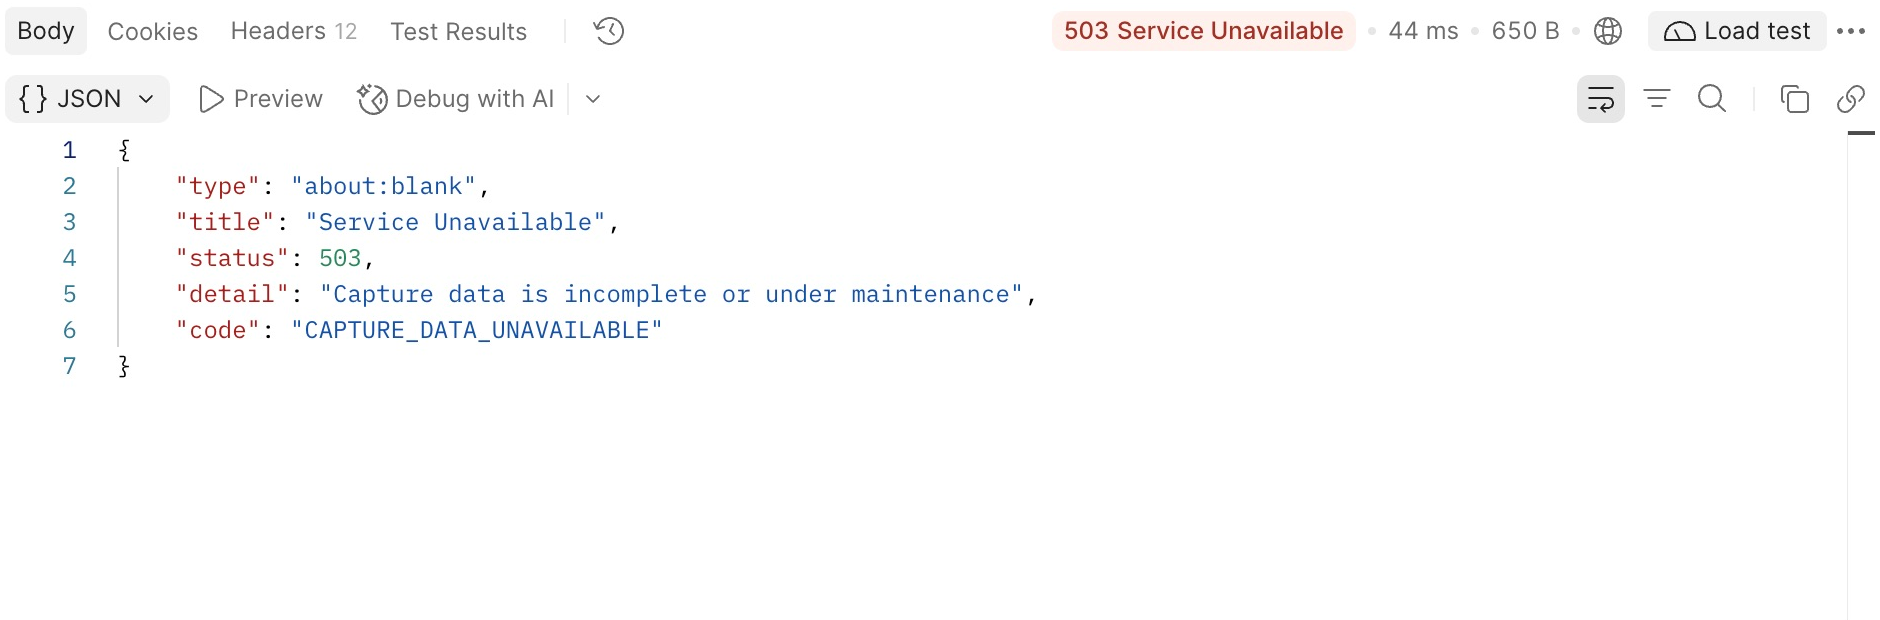 Body Cookies Headers 12 Test Results 503 Service Unavailable 44 ms 650 B Load test
{} JSON Preview Debug with AI
1 {
2 "type": "about:blank",
3 "title": "Service Unavailable",
4 "status": 503,
5 "detail": "Capture data is incomplete or under maintenance",
6 "code": "CAPTURE_DATA_UNAVAILABLE"
7 }